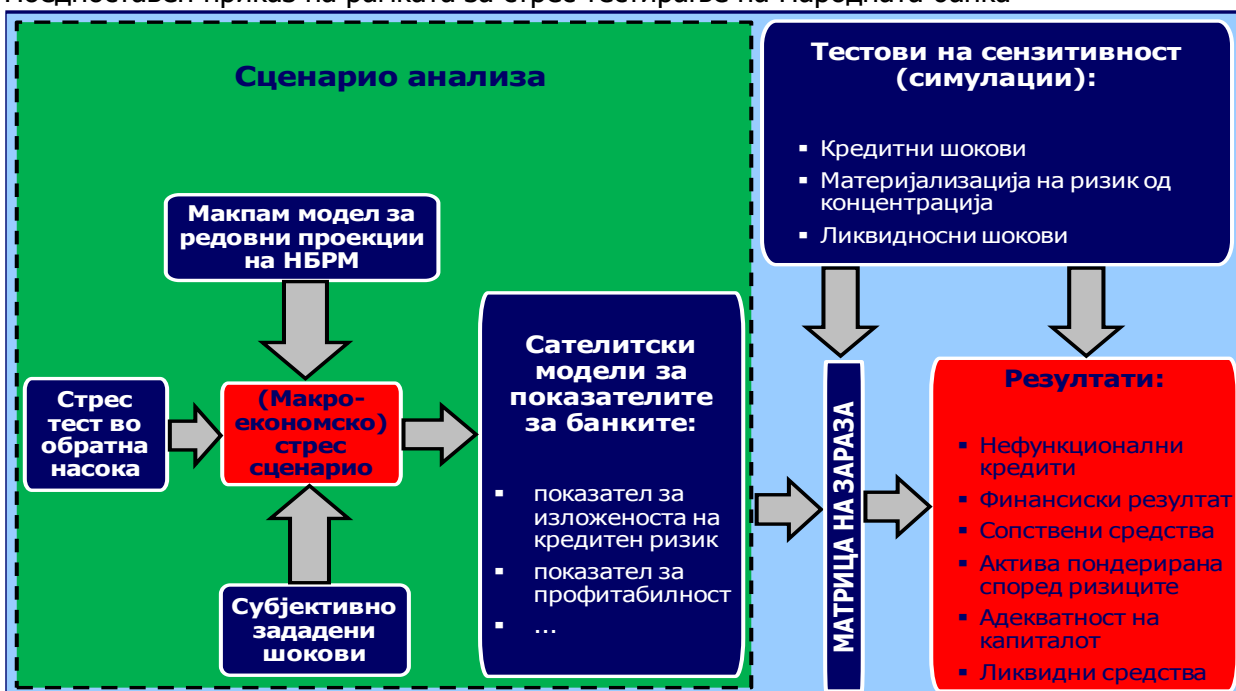 Поедноставен приказ на рамката за стрес-тестирање на Народната банка
Сценарио анализа
Макпам модел за
редовни проекции
на НБРМ
Стрес
тест во
обратна
насока
(Макро-
економско)
стрес
сценарио
Субјективно
зададени
шокови
Сателитски
модели за
показателите
за банките:
▪ показател за
изложеноста на
кредитен ризик
▪ показател за
профитабилност
▪ ...
Тестови на сензитивност
(симулации):
▪ Кредитни шокови
▪ Материјализација на ризик од
концентрација
▪ Ликвидносни шокови
МАТРИЦА НА ЗАРАЗА
Резултати:
▪ Нефункционални
кредити
▪ Финансиски резултат
▪ Сопствени средства
▪ Актива пондерирана
според ризиците
▪ Адекватност на
капиталот
▪ Ликвидни средства